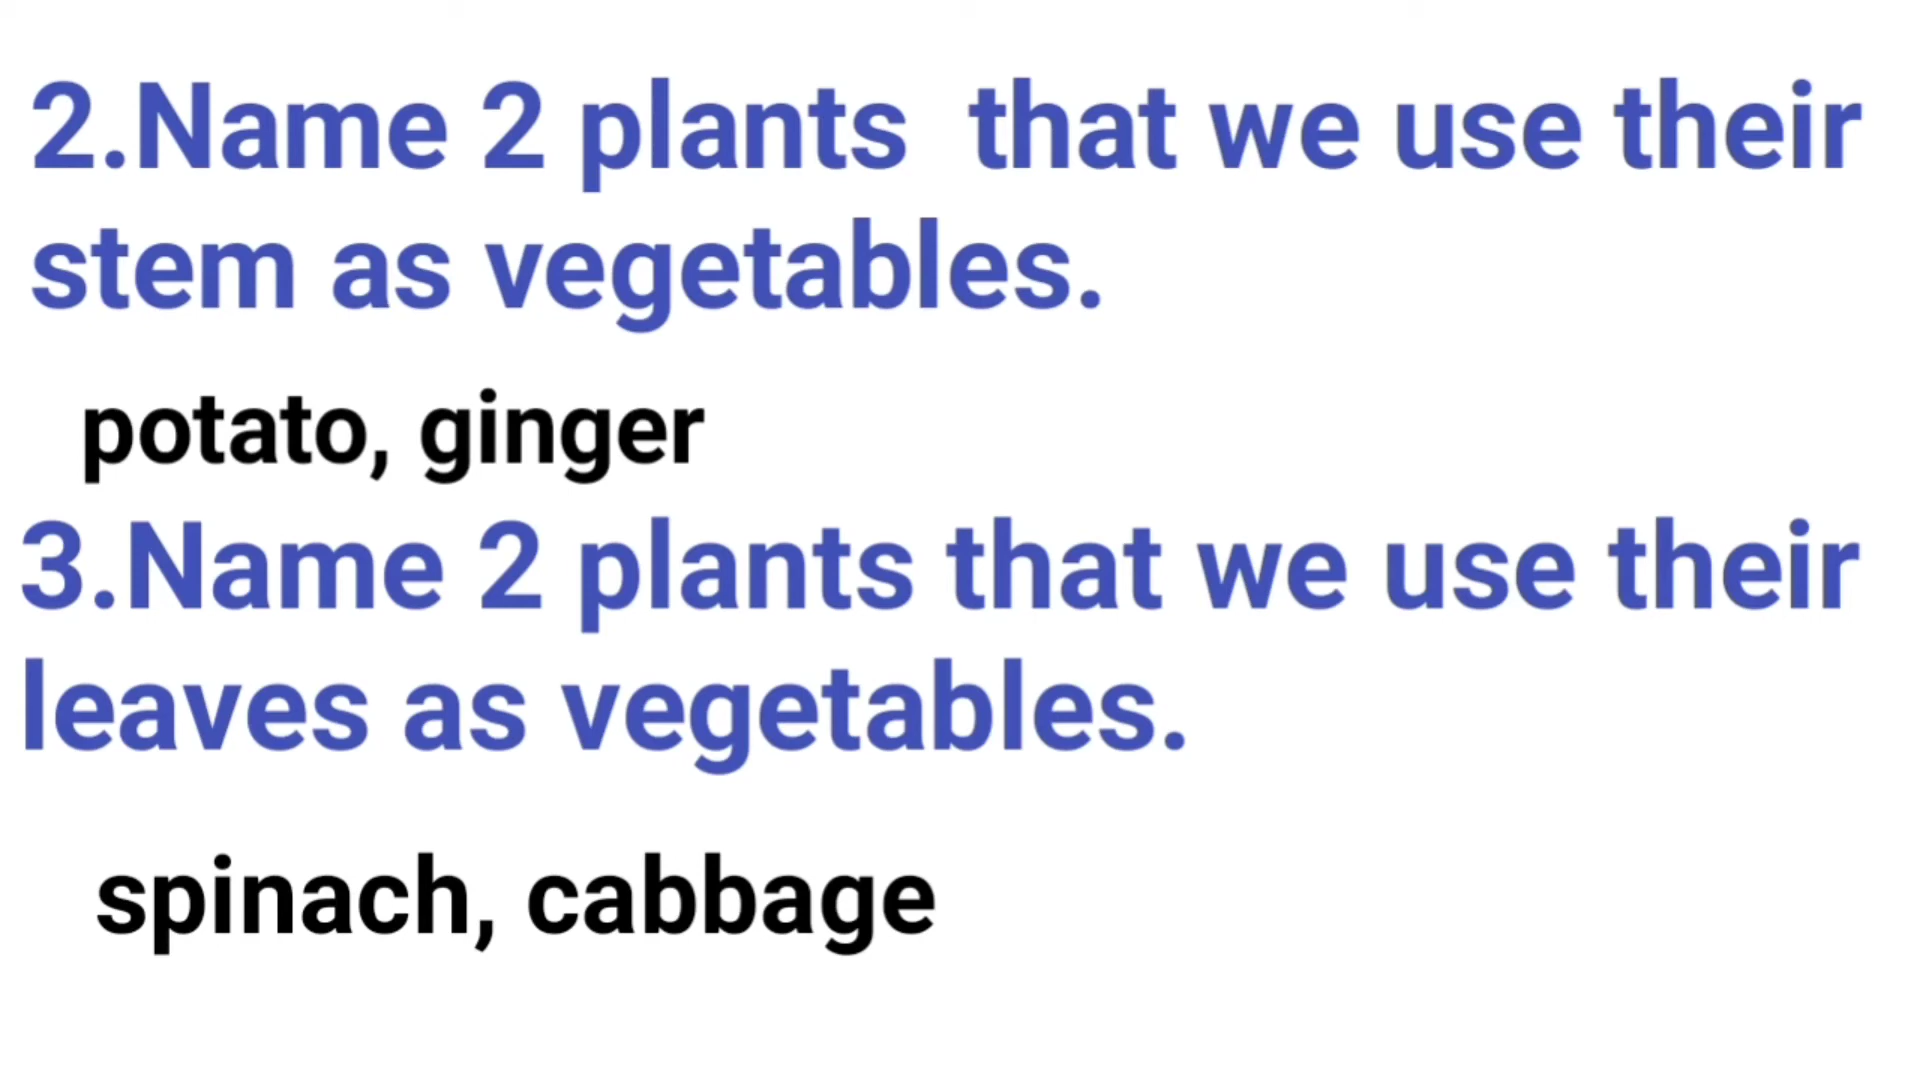 2.Name 2 plants  that we use their
stem as vegetables.
potato, ginger
3.Name 2 plants that we use their
leaves as vegetables.
spinach, cabbage